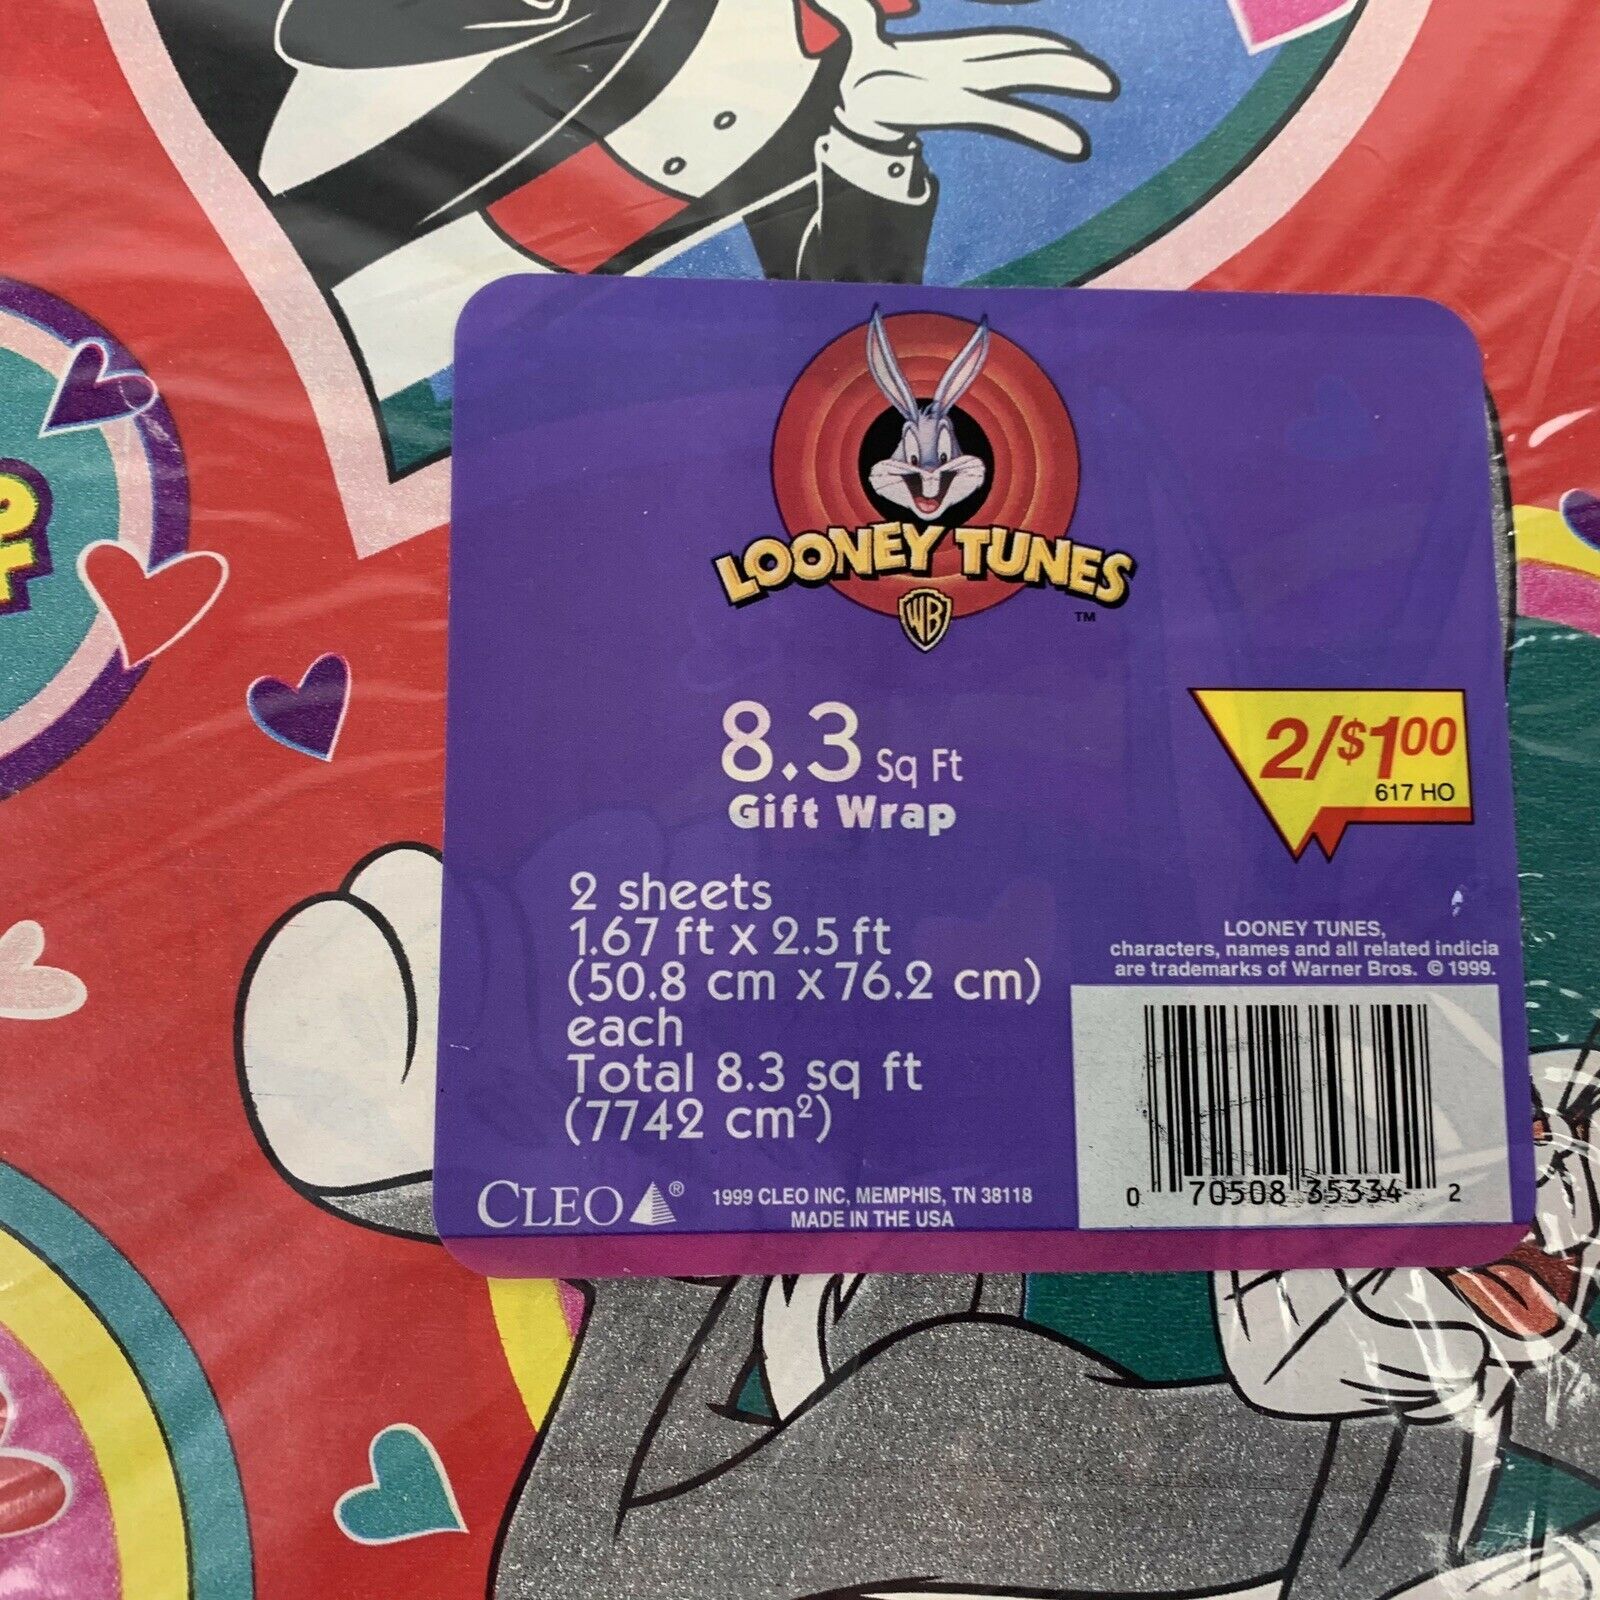 LOONEY TUNES
WB
TM
8.3 Sq Ft
Gift Wrap
2/$1.00
617 HO
2 sheets
1.67 ft x 2.5 ft
(50.8 cm x 76.2 cm)
each
Total 8.3 sq ft
(7742 cm²)
LOONEY TUNES,
characters, names and all related indicia
are trademarks of Warner Bros. © 1999.
0 70508 35334 2
CLEO®
1999 CLEO INC, MEMPHIS, TN 38118
MADE IN THE USA